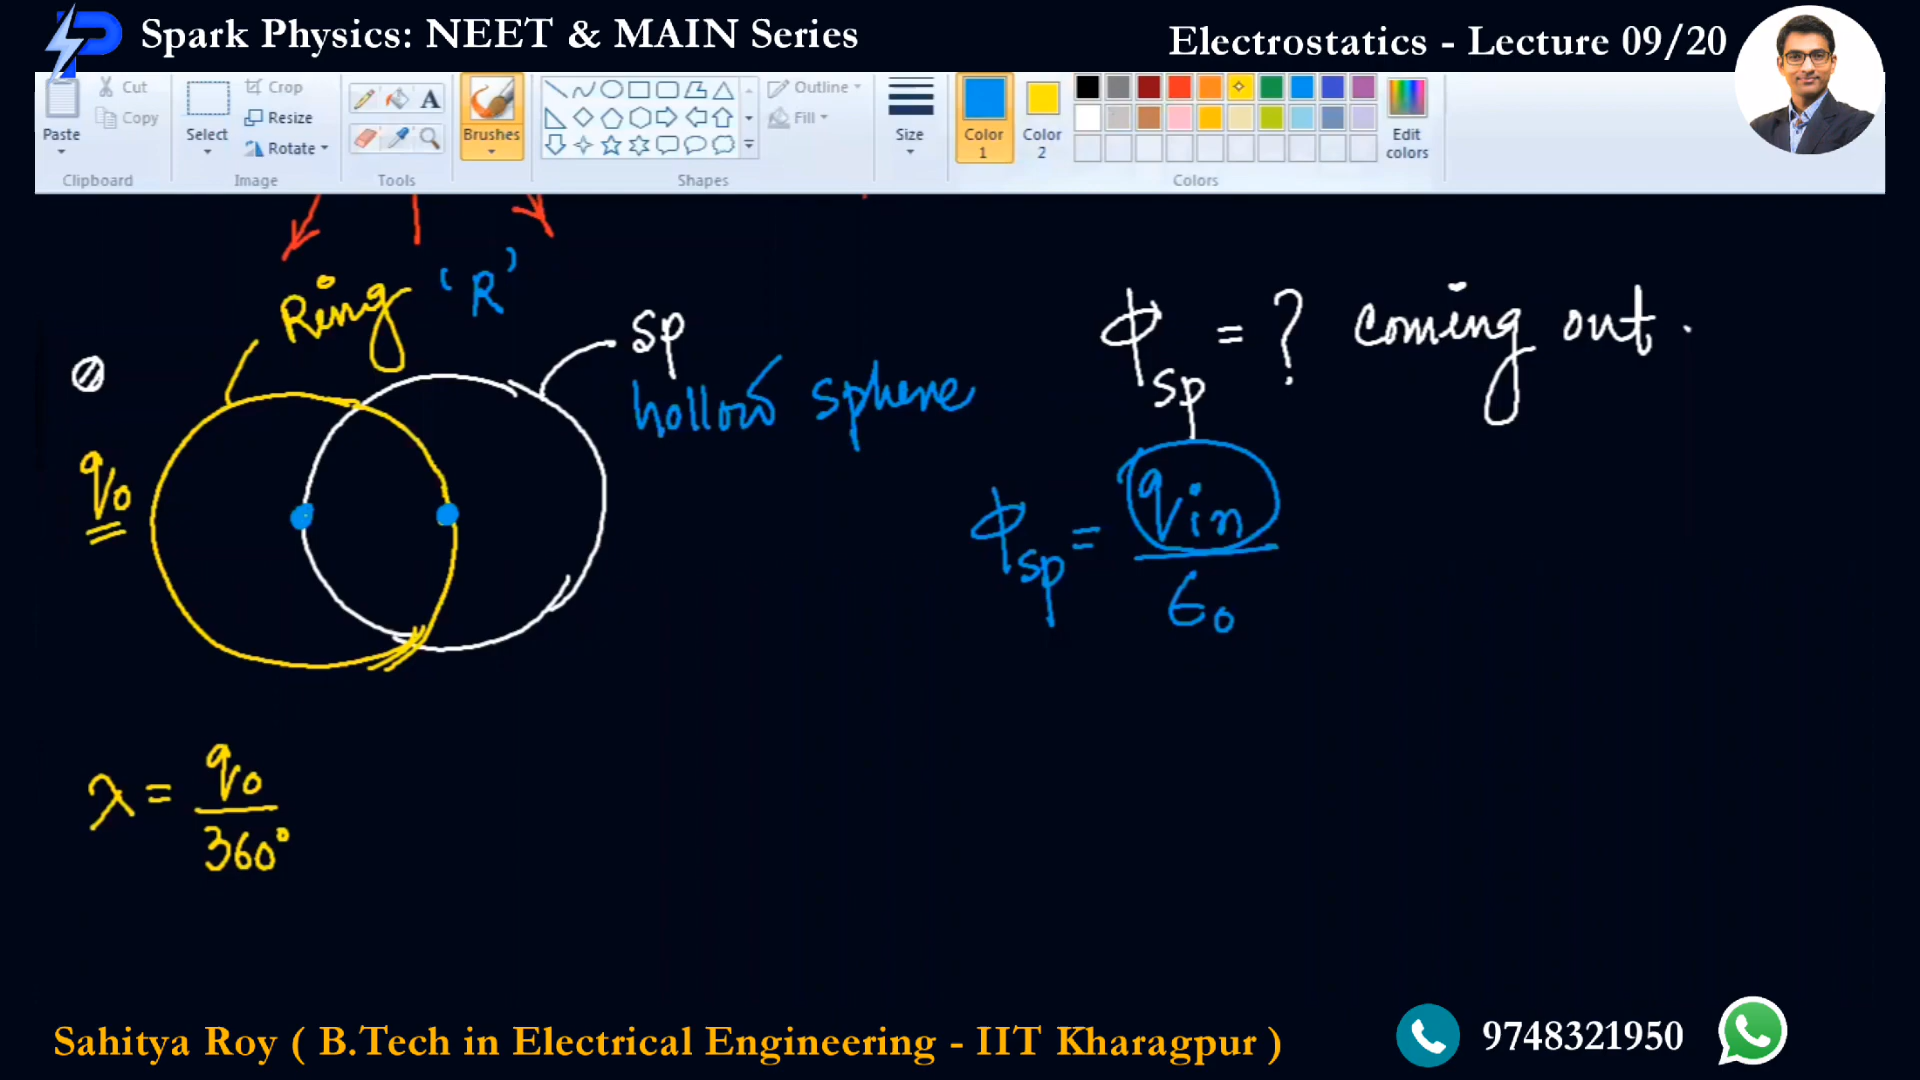 Spark Physics: NEET & MAIN Series
Electrostatics - Lecture 09/20
Paste
Cut
Copy
Clipboard
Select
Crop
Resize
Rotate
Image
A
Tools
Brushes
Shapes
Outline
Fill
Size
Color 1
Color 2
Edit colors
Colors
Ring 'R'
sp
hollow sphere
q₀
ϕsp = ? coming out.
ϕsp = qin / ϵ₀
λ = q₀ / 360°
Sahitya Roy ( B.Tech in Electrical Engineering - IIT Kharagpur )
9748321950